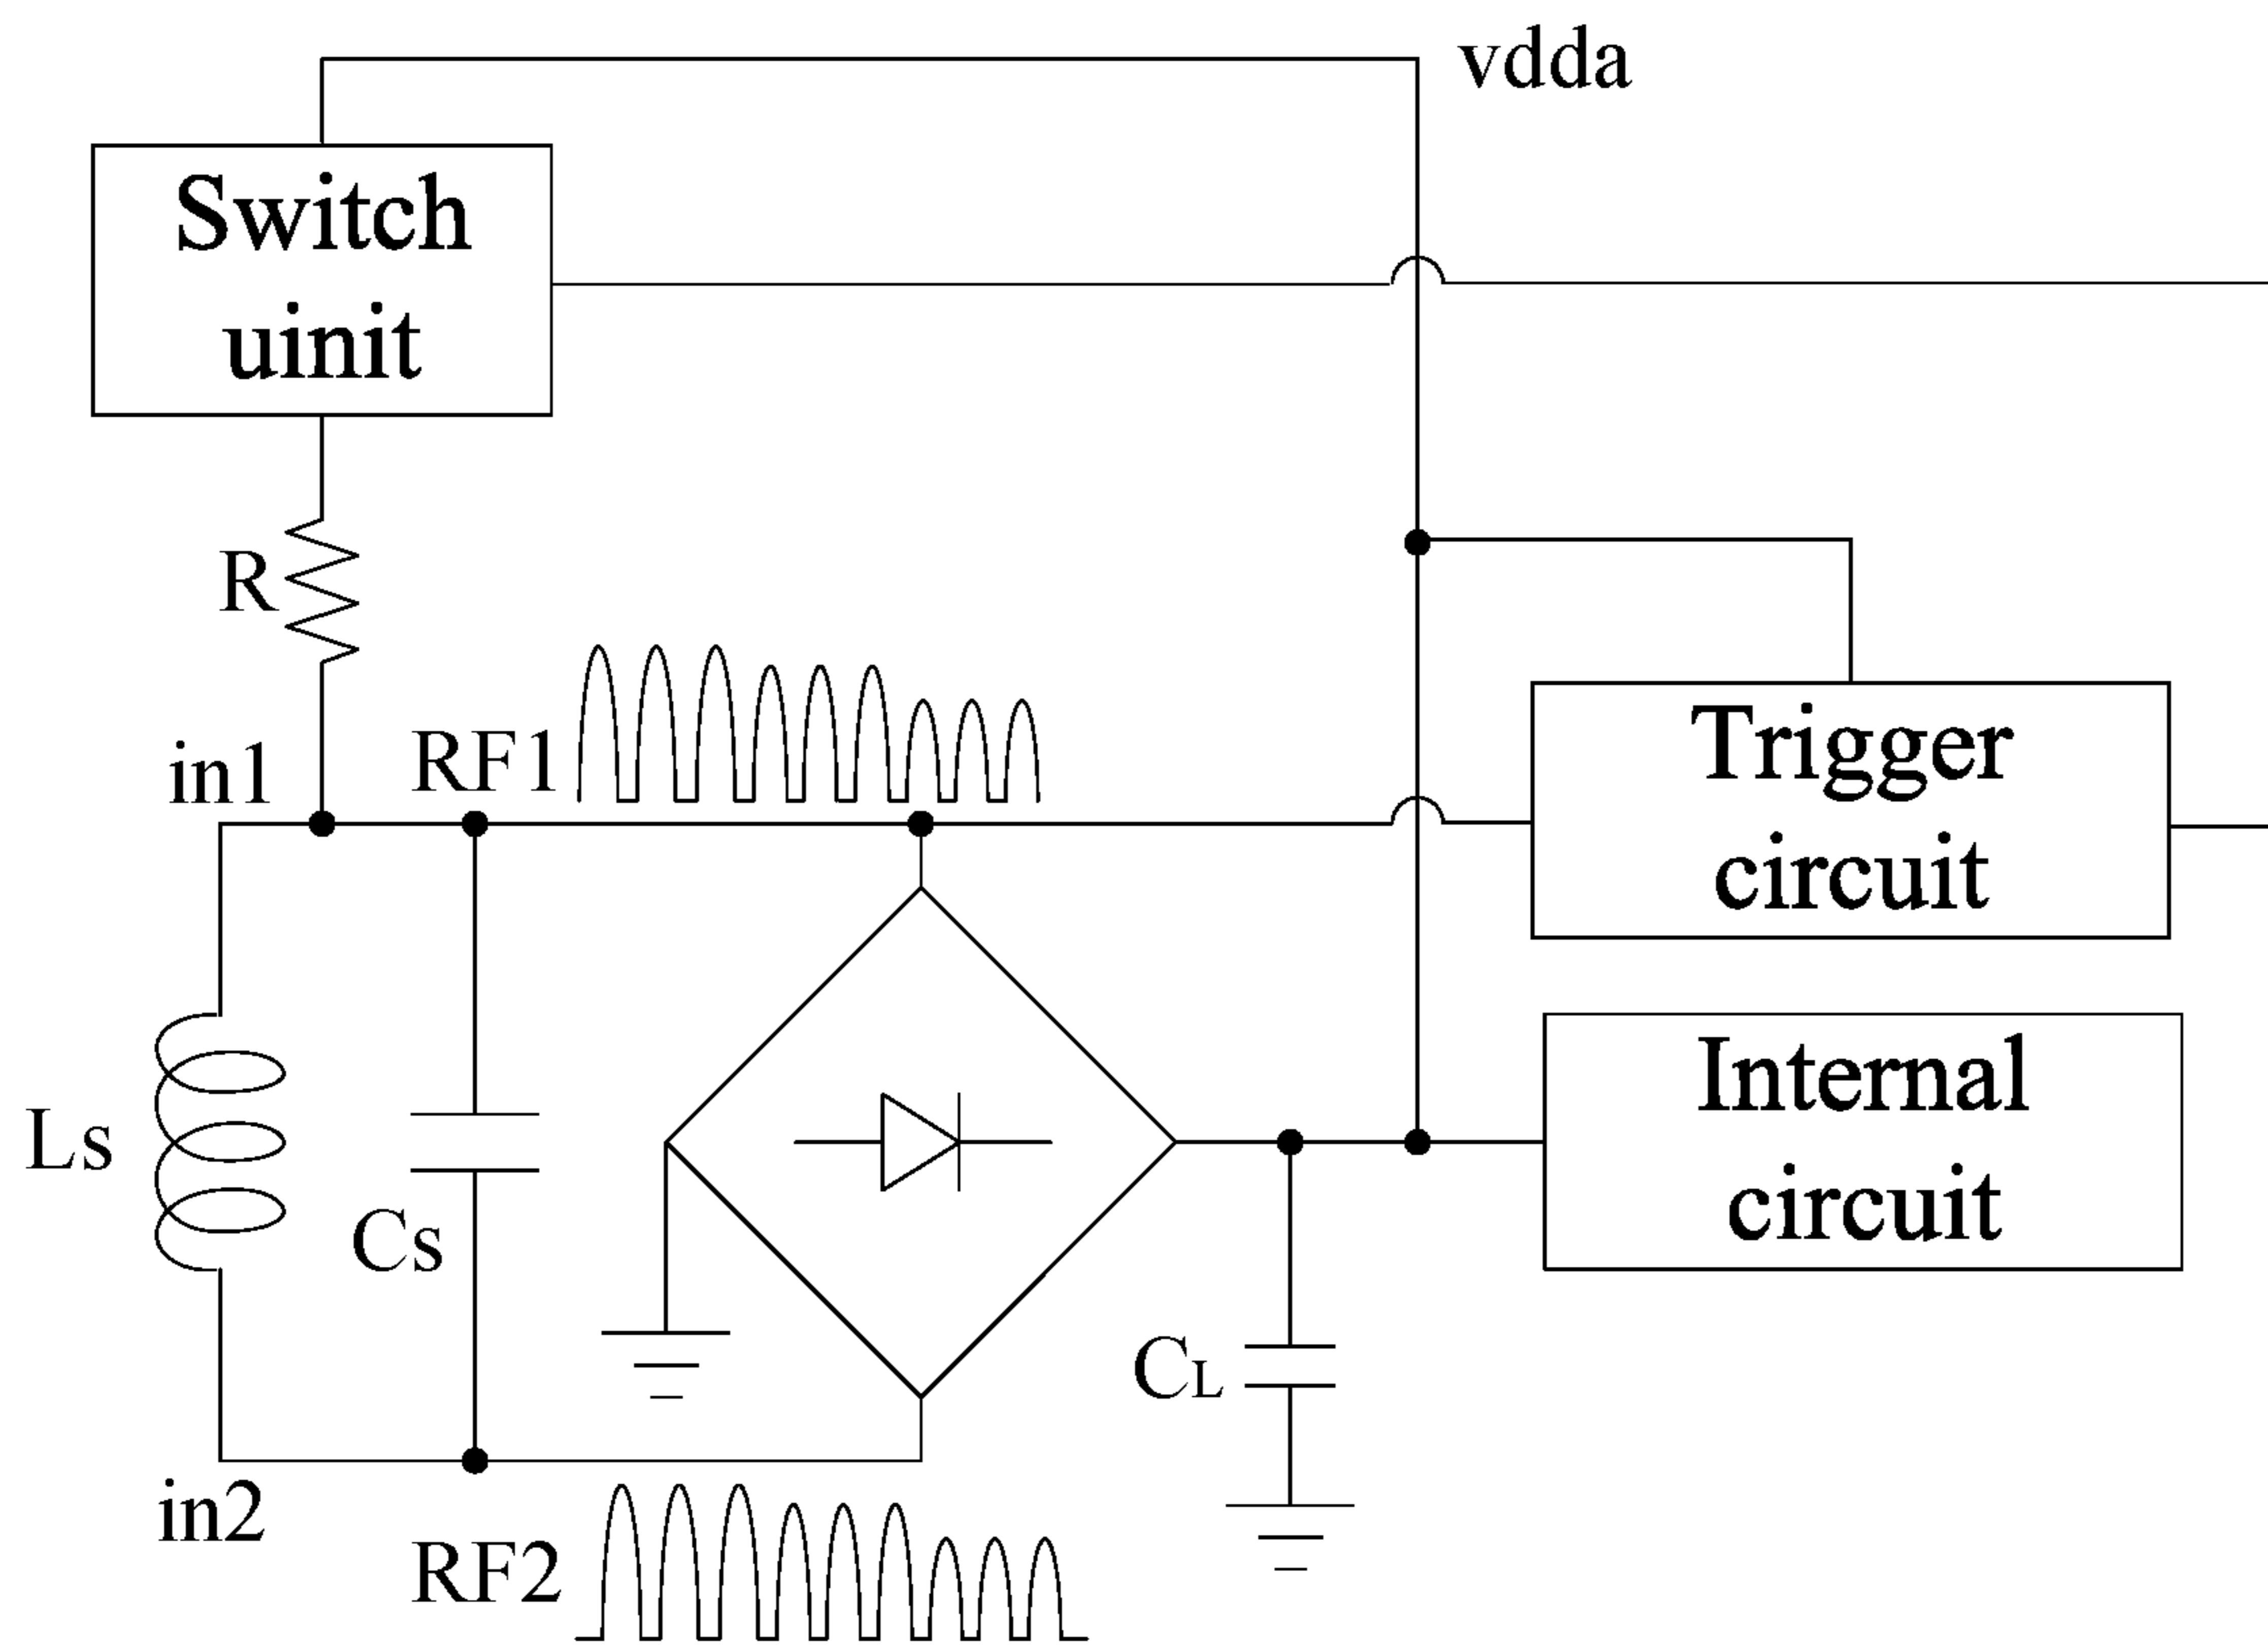 vdda
Switch
uinit
R
in1
RF1
Trigger
circuit
Internal
circuit
Ls
Cs
CL
in2
RF2